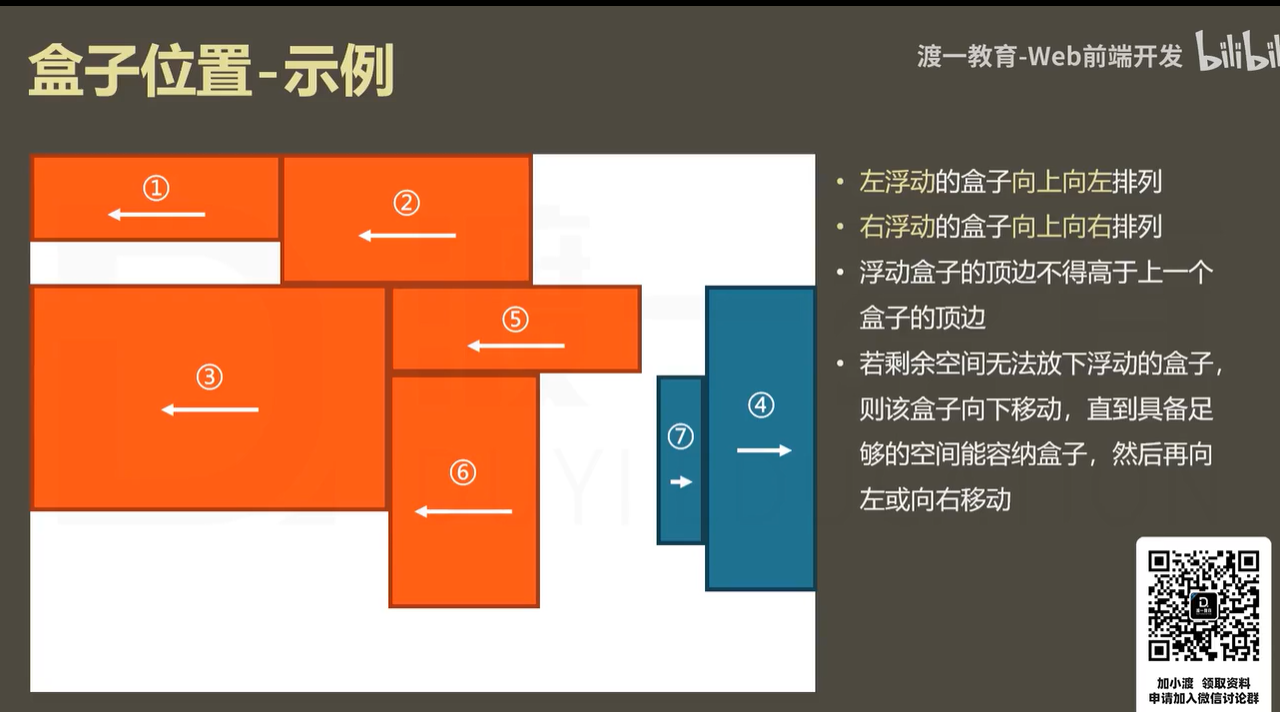 盒子位置-示例
渡一教育-Web前端开发 bilibil
①
②
③
④
⑤
⑥
⑦
• 左浮动的盒子向上向左排列
• 右浮动的盒子向上向右排列
• 浮动盒子的顶边不得高于上一个
盒子的顶边
• 若剩余空间无法放下浮动的盒子，
则该盒子向下移动，直到具备足
够的空间能容纳盒子，然后再向
左或向右移动
加小渡 领取资料
申请加入微信讨论群